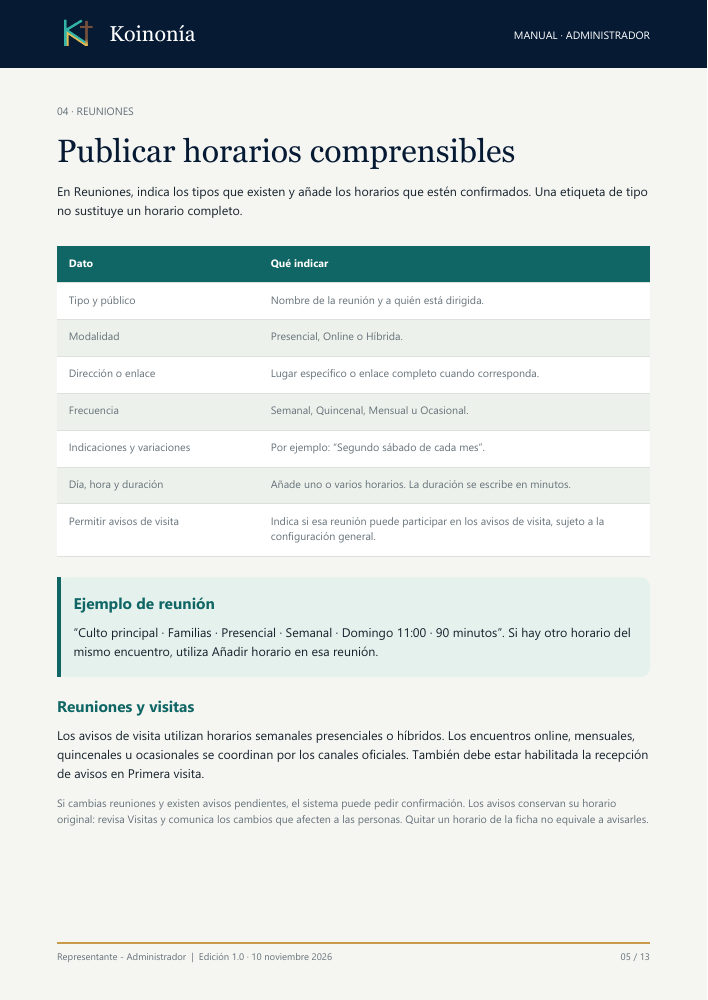 Koinonía
MANUAL · ADMINISTRADOR
04 · REUNIONES
Publicar horarios comprensibles
En Reuniones, indica los tipos que existen y añade los horarios que estén confirmados. Una etiqueta de tipo
no sustituye un horario completo.
Dato Qué indicar
Tipo y público Nombre de la reunión y a quién está dirigida.
Modalidad Presencial, Online o Híbrida.
Dirección o enlace Lugar específico o enlace completo cuando corresponda.
Frecuencia Semanal, Quincenal, Mensual u Ocasional.
Indicaciones y variaciones Por ejemplo: “Segundo sábado de cada mes”.
Día, hora y duración Añade uno o varios horarios. La duración se escribe en minutos.
Permitir avisos de visita Indica si esa reunión puede participar en los avisos de visita, sujeto a la
configuración general.
Ejemplo de reunión
“Culto principal · Familias · Presencial · Semanal · Domingo 11:00 · 90 minutos”. Si hay otro horario del
mismo encuentro, utiliza Añadir horario en esa reunión.
Reuniones y visitas
Los avisos de visita utilizan horarios semanales presenciales o híbridos. Los encuentros online, mensuales,
quincenales u ocasionales se coordinan por los canales oficiales. También debe estar habilitada la recepción
de avisos en Primera visita.
Si cambias reuniones y existen avisos pendientes, el sistema puede pedir confirmación. Los avisos conservan su horario
original: revisa Visitas y comunica los cambios que afecten a las personas. Quitar un horario de la ficha no equivale a avisarles.
Representante - Administrador | Edición 1.0 · 10 noviembre 2026
05 / 13